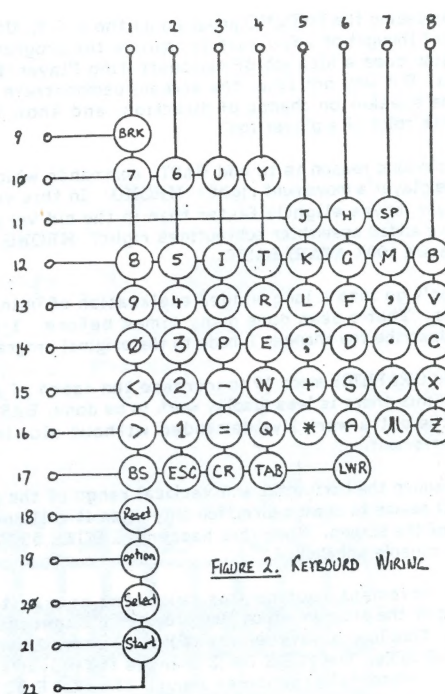 1 2 3 4 5 6 7 8
9 BRK
10 7 6 U Y
11 J H SP
12 8 5 I T K G M B
13 9 4 O R L F , V
14 0 3 P E ; D . C
15 < 2 - W + S / X
16 > 1 = Q * A Z
17 BS ESC CR TAB LWR
18 Reset
19 option
20 Select
21 Start
22
FIGURE 2. KEYBOURD WIRING